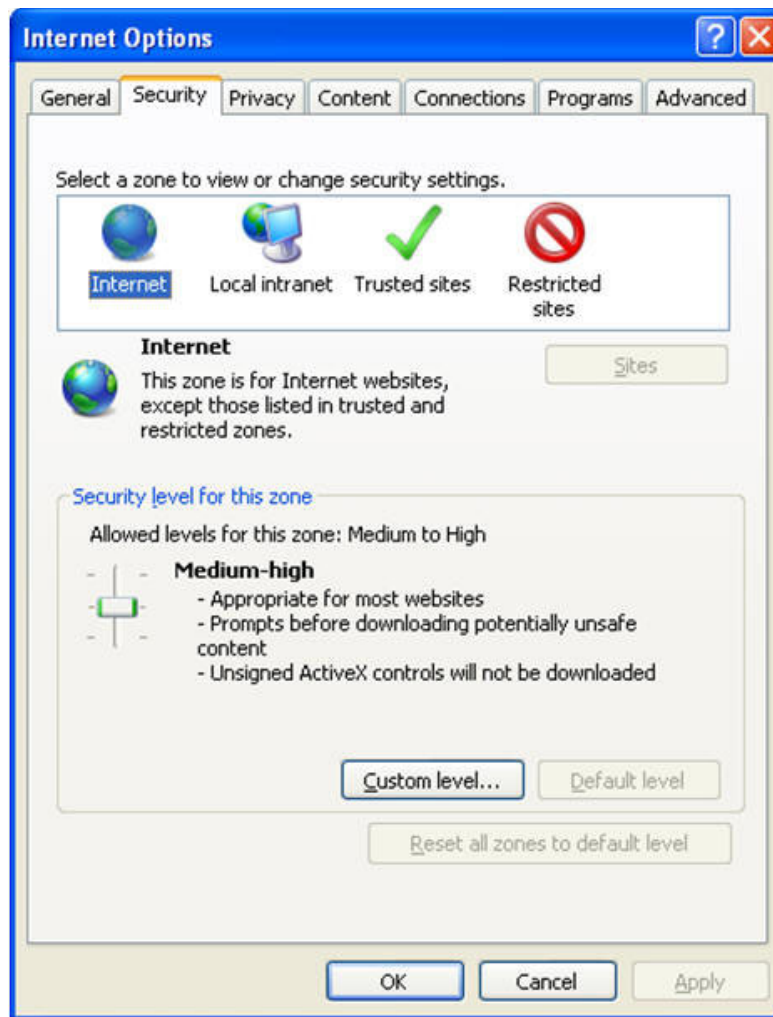 Internet Options
General Security Privacy Content Connections Programs Advanced
Select a zone to view or change security settings.
Internet Local intranet Trusted sites Restricted
sites
Internet
Sites
This zone is for Internet websites,
except those listed in trusted and
restricted zones.
Security level for this zone
Allowed levels for this zone: Medium to High
Medium-high
- Appropriate for most websites
- Prompts before downloading potentially unsafe
content
- Unsigned ActiveX controls will not be downloaded
Custom level... Default level
Reset all zones to default level
OK Cancel Apply